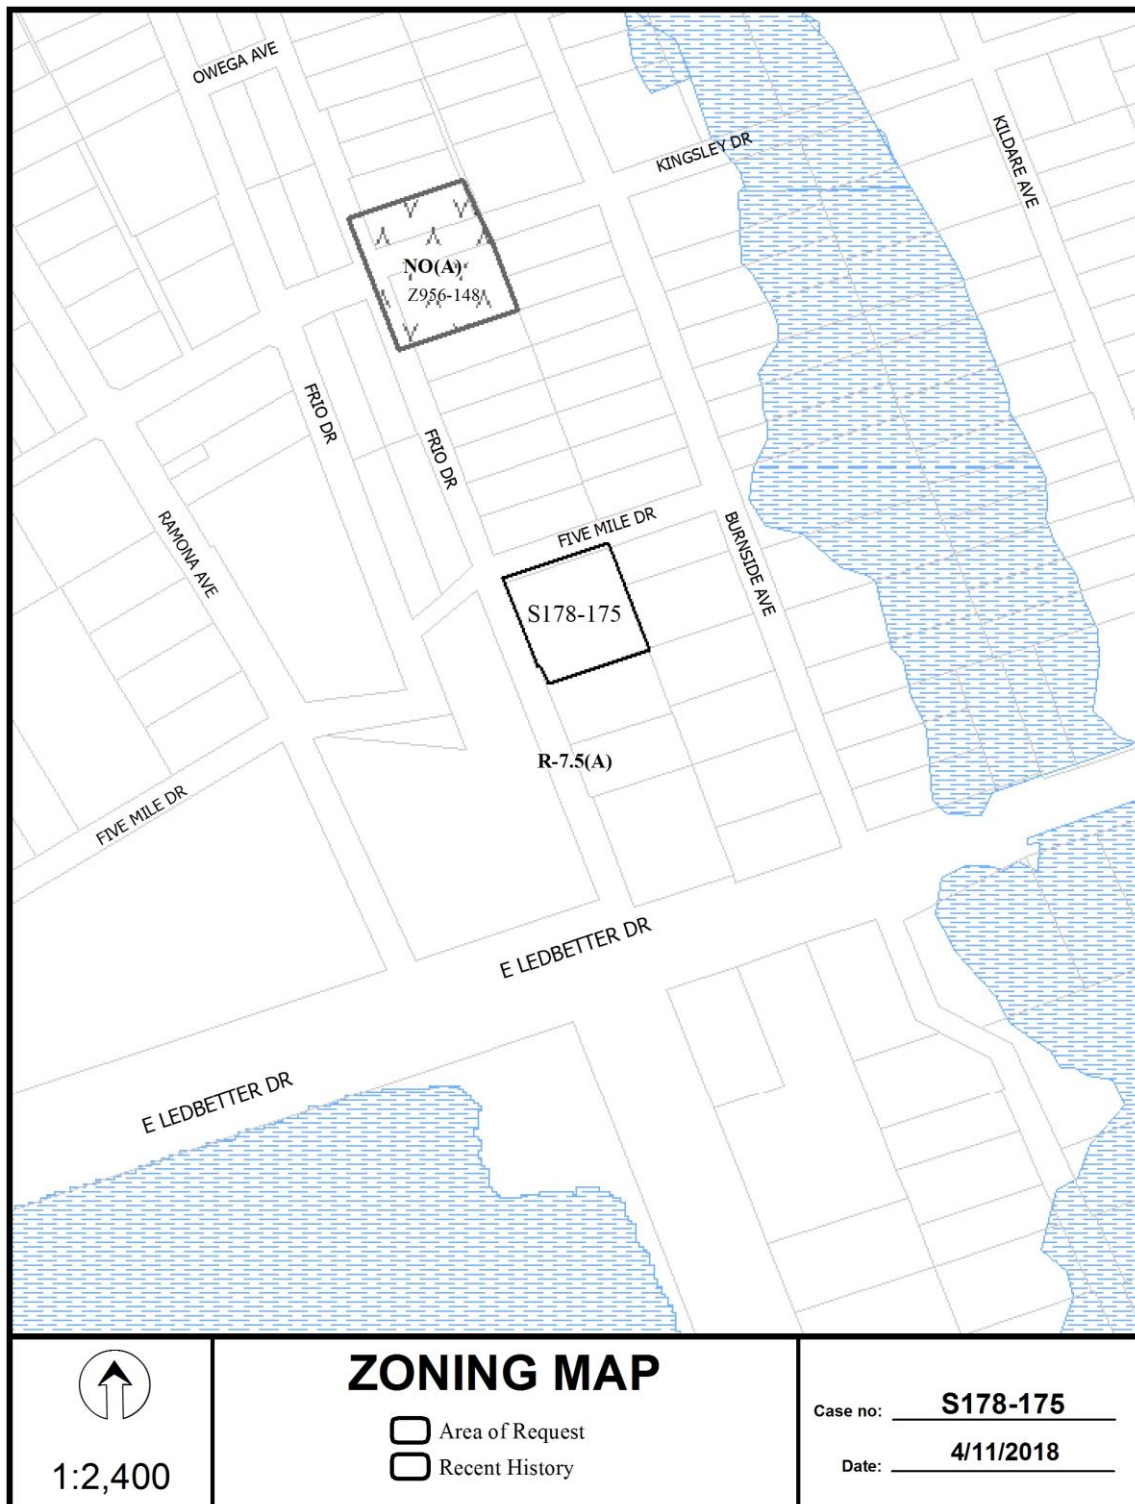 OWEGA AVE
KINGSLEY DR
KILDARE AVE
NO(A)
Z956-148
FRIO DR
FRIO DR
RAMONA AVE
FIVE MILE DR
BURNSIDE AVE
S178-175
R-7.5(A)
FIVE MILE DR
E LEDBETTER DR
E LEDBETTER DR
1:2,400
ZONING MAP
Area of Request
Recent History
Case no: S178-175
Date: 4/11/2018